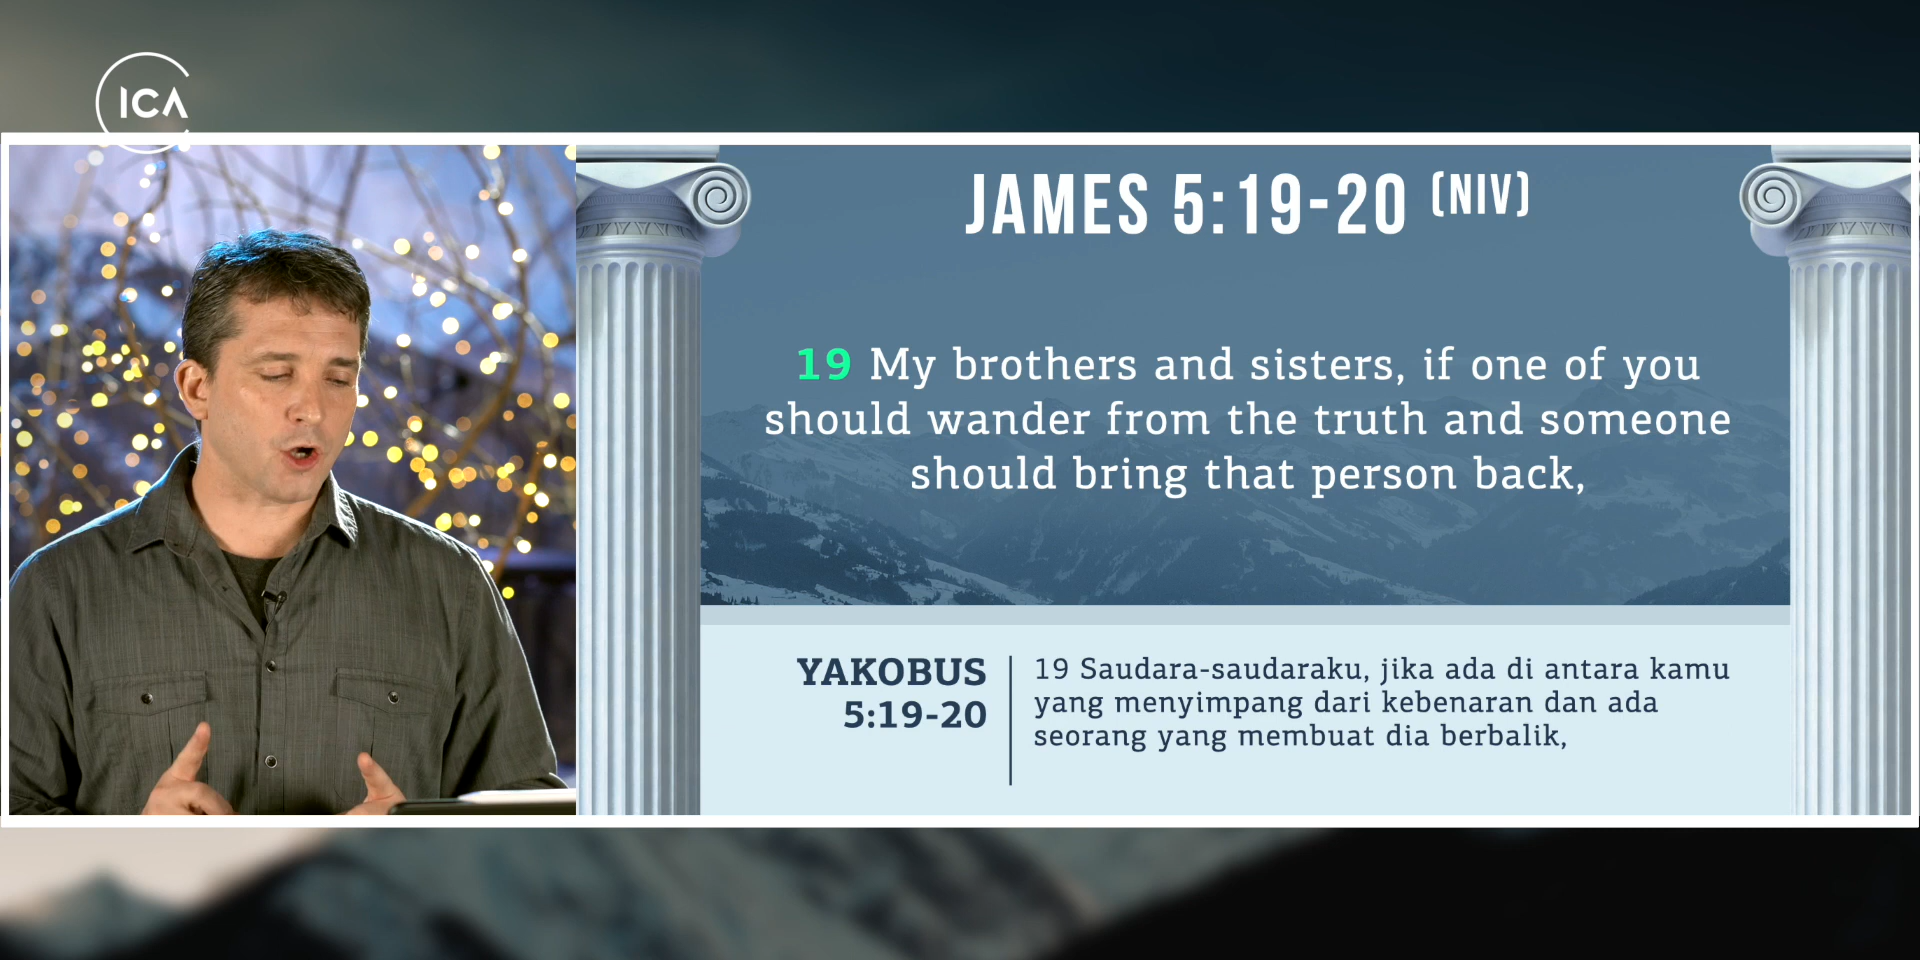 ICA
JAMES 5:19-20 (NIV)
19 My brothers and sisters, if one of you
should wander from the truth and someone
should bring that person back,
YAKOBUS
5:19-20
19 Saudara-saudaraku, jika ada di antara kamu
yang menyimpang dari kebenaran dan ada
seorang yang membuat dia berbalik,